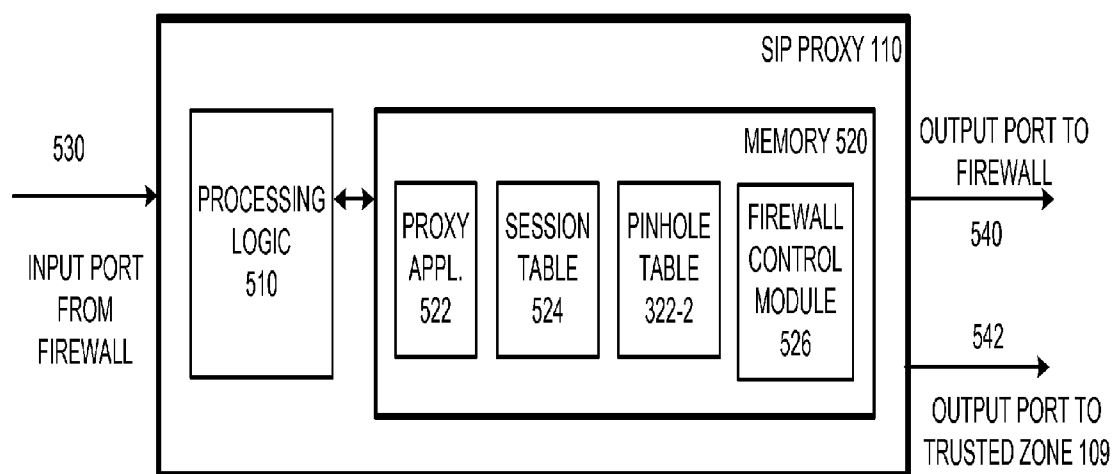 SIP PROXY 110
530
INPUT PORT
FROM
FIREWALL
PROCESSING
LOGIC
510
MEMORY 520
PROXY
APPL.
522
SESSION
TABLE
524
PINHOLE
TABLE
322-2
FIREWALL
CONTROL
MODULE
526
OUTPUT PORT TO
FIREWALL
540
542
OUTPUT PORT TO
TRUSTED ZONE 109